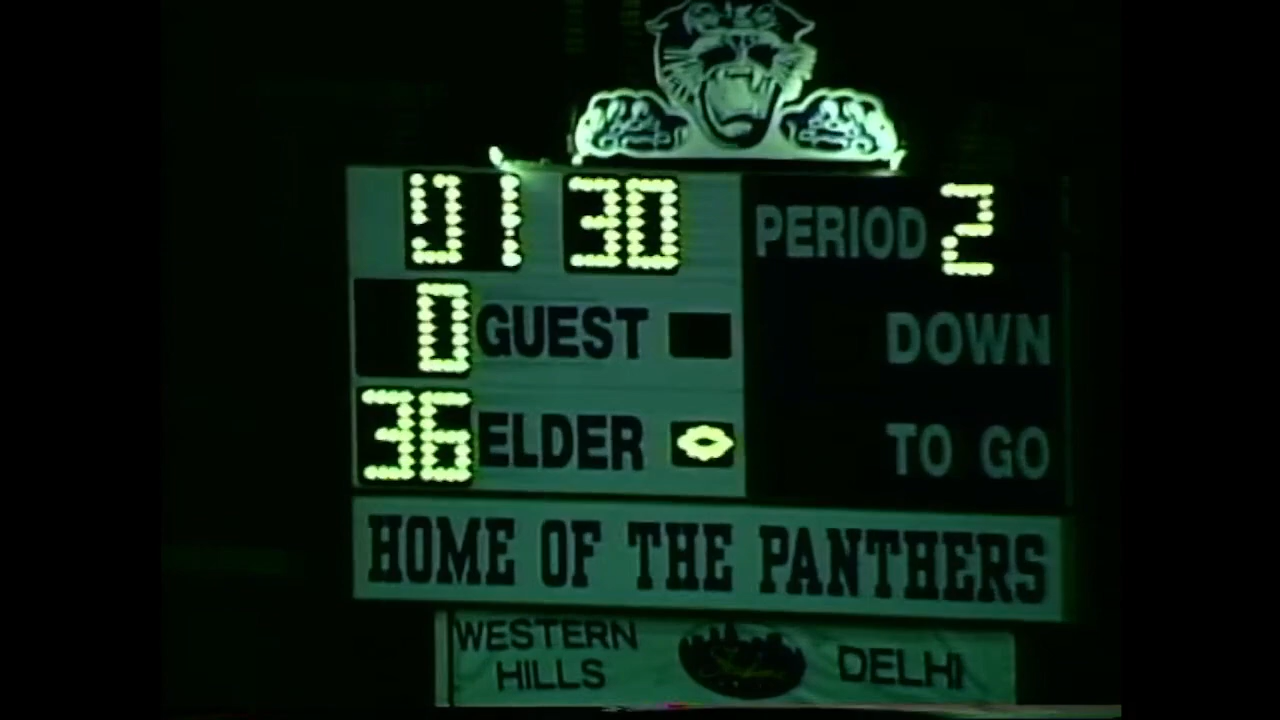 01:30 PERIOD 2
0 GUEST DOWN
36 ELDER TO GO
HOME OF THE PANTHERS
WESTERN HILLS DELHI